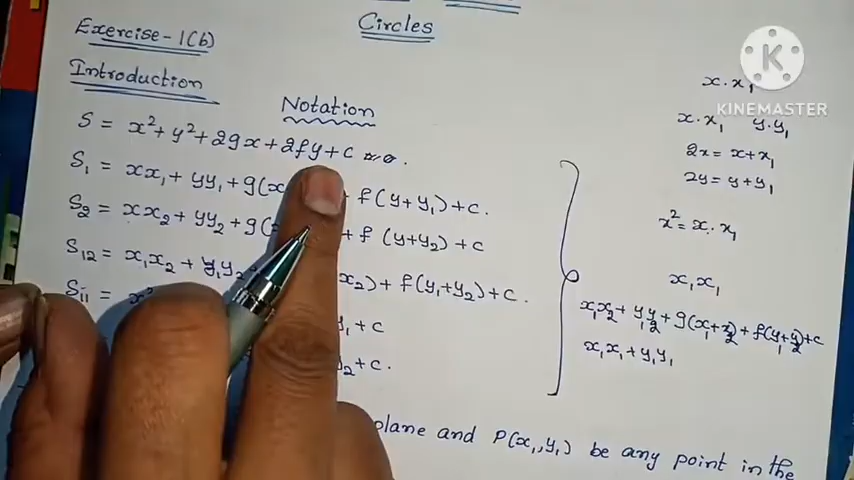 Circles
Exercise-1(b)
Introduction
Notation
S = x² + y² + 2gx + 2fy + c
S₁ = xx₁ + yy₁ + g(x + f(y+y₁) + c.
S₂ = xx₂ + yy₂ + g( + f(y+y₂) + c
S₁₂ = x₁x₂ + y₁y₂ x₂) + f(y₁+y₂) + c.
S₁₁ = x² y₁ + c
y₂ + c.
plane and P(x₁,y₁) be any point in the
x.x₁
x.x₁ y.y₁
2x = x+x₁
2y = y+y₁
x² = x.x₁
x₁x₁
x₁x₂ + y₁y₂ + g(x₁+x₂) + f(y₁+y₂) + c
x₁x₁ + y₁y₁
K
KINEMASTER